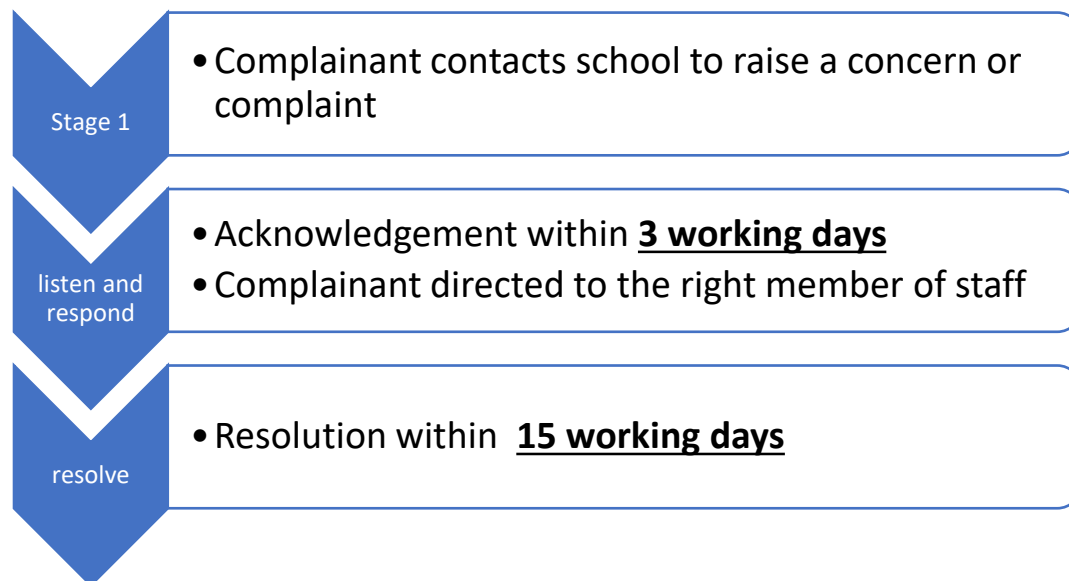 Stage 1
• Complainant contacts school to raise a concern or
complaint
listen and
respond
• Acknowledgement within 3 working days
• Complainant directed to the right member of staff
resolve
• Resolution within 15 working days